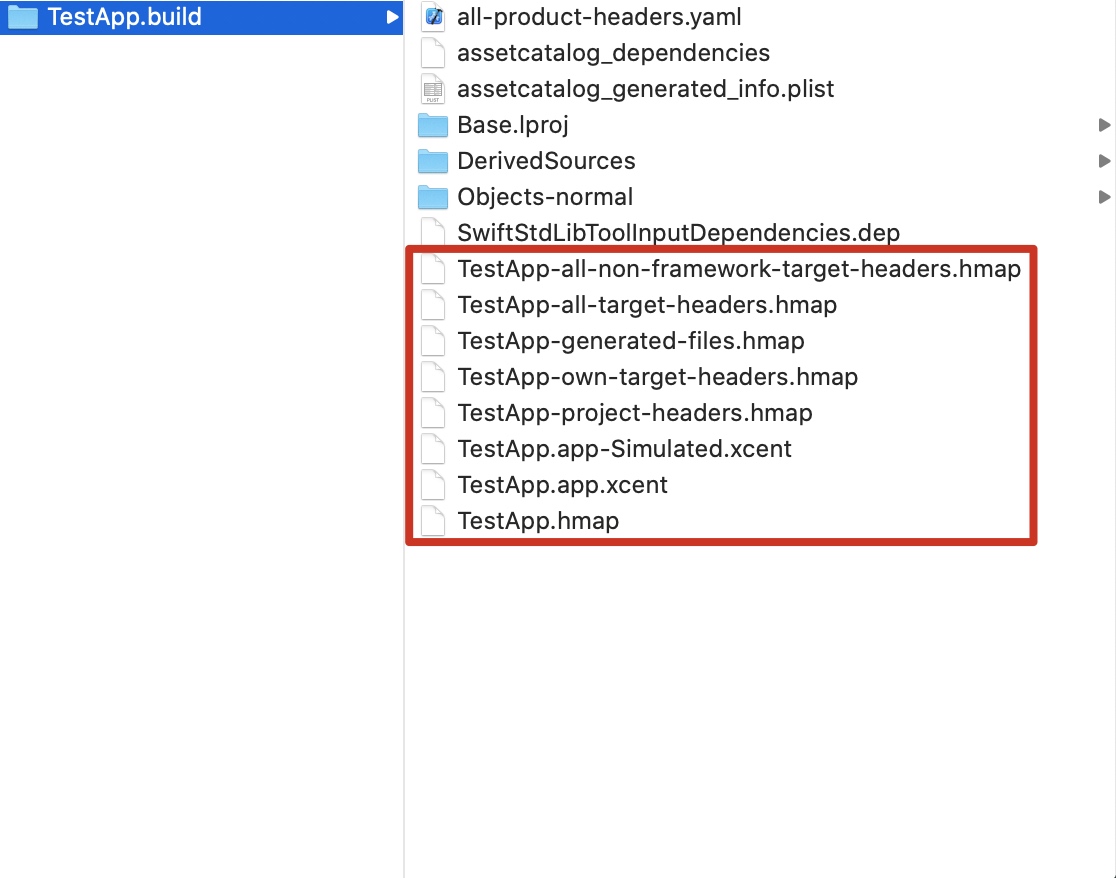 TestApp.build
all-product-headers.yaml
assetcatalog_dependencies
assetcatalog_generated_info.plist
PLIST
Base.lproj
DerivedSources
Objects-normal
SwiftStdLibToolInputDependencies.dep
TestApp-all-non-framework-target-headers.hmap
TestApp-all-target-headers.hmap
TestApp-generated-files.hmap
TestApp-own-target-headers.hmap
TestApp-project-headers.hmap
TestApp.app-Simulated.xcent
TestApp.app.xcent
TestApp.hmap